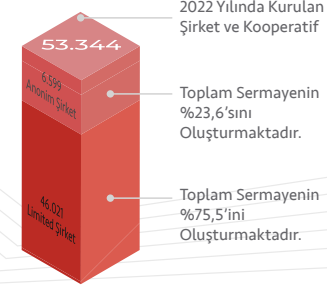 2022 Yılında Kurulan
Şirket ve Kooperatif
53.344
6.599
Anonim Şirket
Toplam Sermayenin
%23,6'sını
Oluşturmaktadır.
46.021
Limited Şirket
Toplam Sermayenin
%75,5'ini
Oluşturmaktadır.